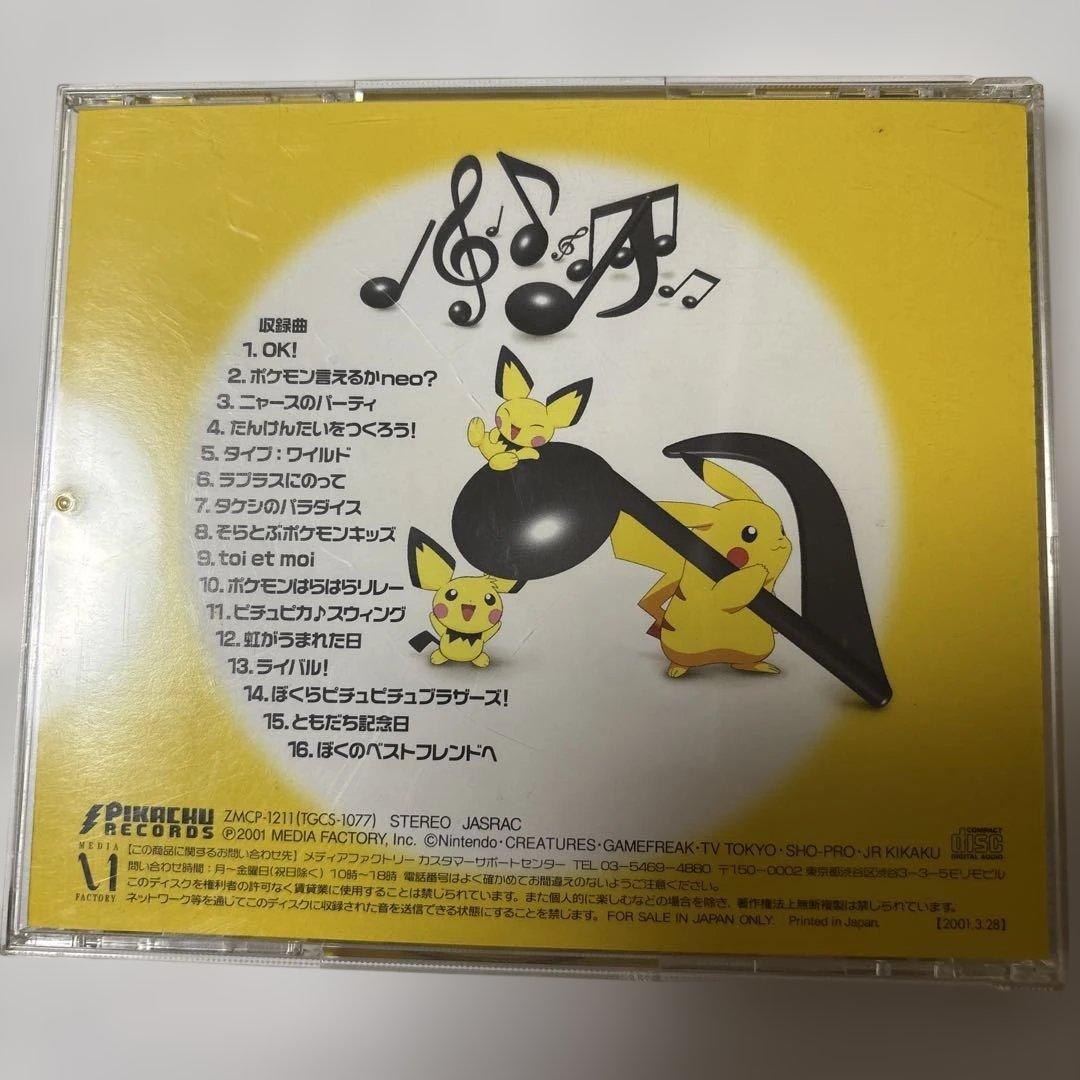 収録曲
1. OK!
2. ポケモン言えるかneo?
3. ニャースのパーティ
4. たんけんたいをつくろう!
5. タイプ：ワイルド
6. ラプラスにのって
7. タケシのパラダイス
8. そらとぶポケモンキッズ
9. toi et moi
10. ポケモンはらはらリレー
11. ピチュピカ♪スウィング
12. 虹がうまれた日
13. ライバル!
14. ぼくらピチュピチュブラザーズ!
15. ともだち記念日
16. ぼくのベストフレンドへ
PIKACHU RECORDS
ZMCP-1211(TGCS-1077) STEREO JASRAC
Ⓟ2001 MEDIA FACTORY, Inc. ©Nintendo・CREATURES・GAMEFREAK・TV TOKYO・SHO-PRO・JR KIKAKU
COMPACT disc DIGITAL AUDIO
MEDIA FACTORY
【この商品に関するお問い合わせ先】メディアファクトリー カスタマーサポートセンター TEL 03-5469-4880 〒150-0002 東京都渋谷区渋谷3-3-5モリモビル
問い合わせ時間：月〜金曜日(祝日除く)10時〜18時 電話番号はよく確かめてお間違えのないようご注意ください。
このディスクを権利者の許可なく賃貸業に使用することは禁じられています。また個人的に楽しむなどの場合を除き、著作権法上無断複製は禁じられています。
ネットワーク等を通じてこのディスクに収録された音を送信できる状態にすることを禁じます。 FOR SALE IN JAPAN ONLY. Printed in Japan. 【2001.3.28】